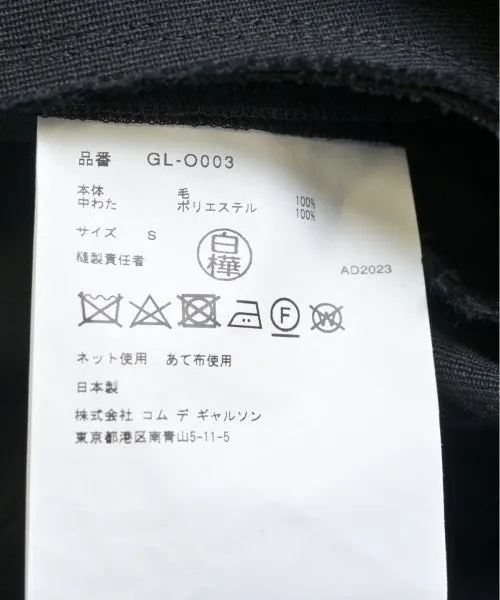 品番 GL-O003
本体 毛 100%
中わた ポリエステル 100%
サイズ S
縫製責任者 白樺
AD2023
F W
ネット使用 あて布使用
日本製
株式会社 コム デ ギャルソン
東京都港区南青山5-11-5